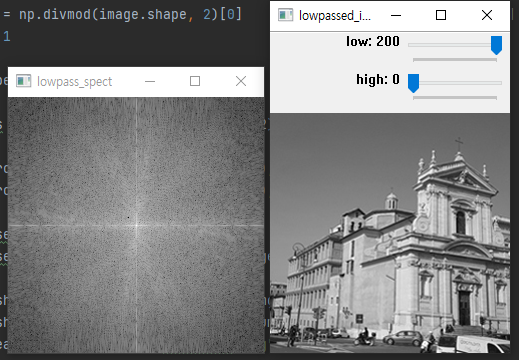 = np.divmod(image.shape, 2)[0]
1
lowpass_spect
lowpassed_i...
low: 200
high: 0